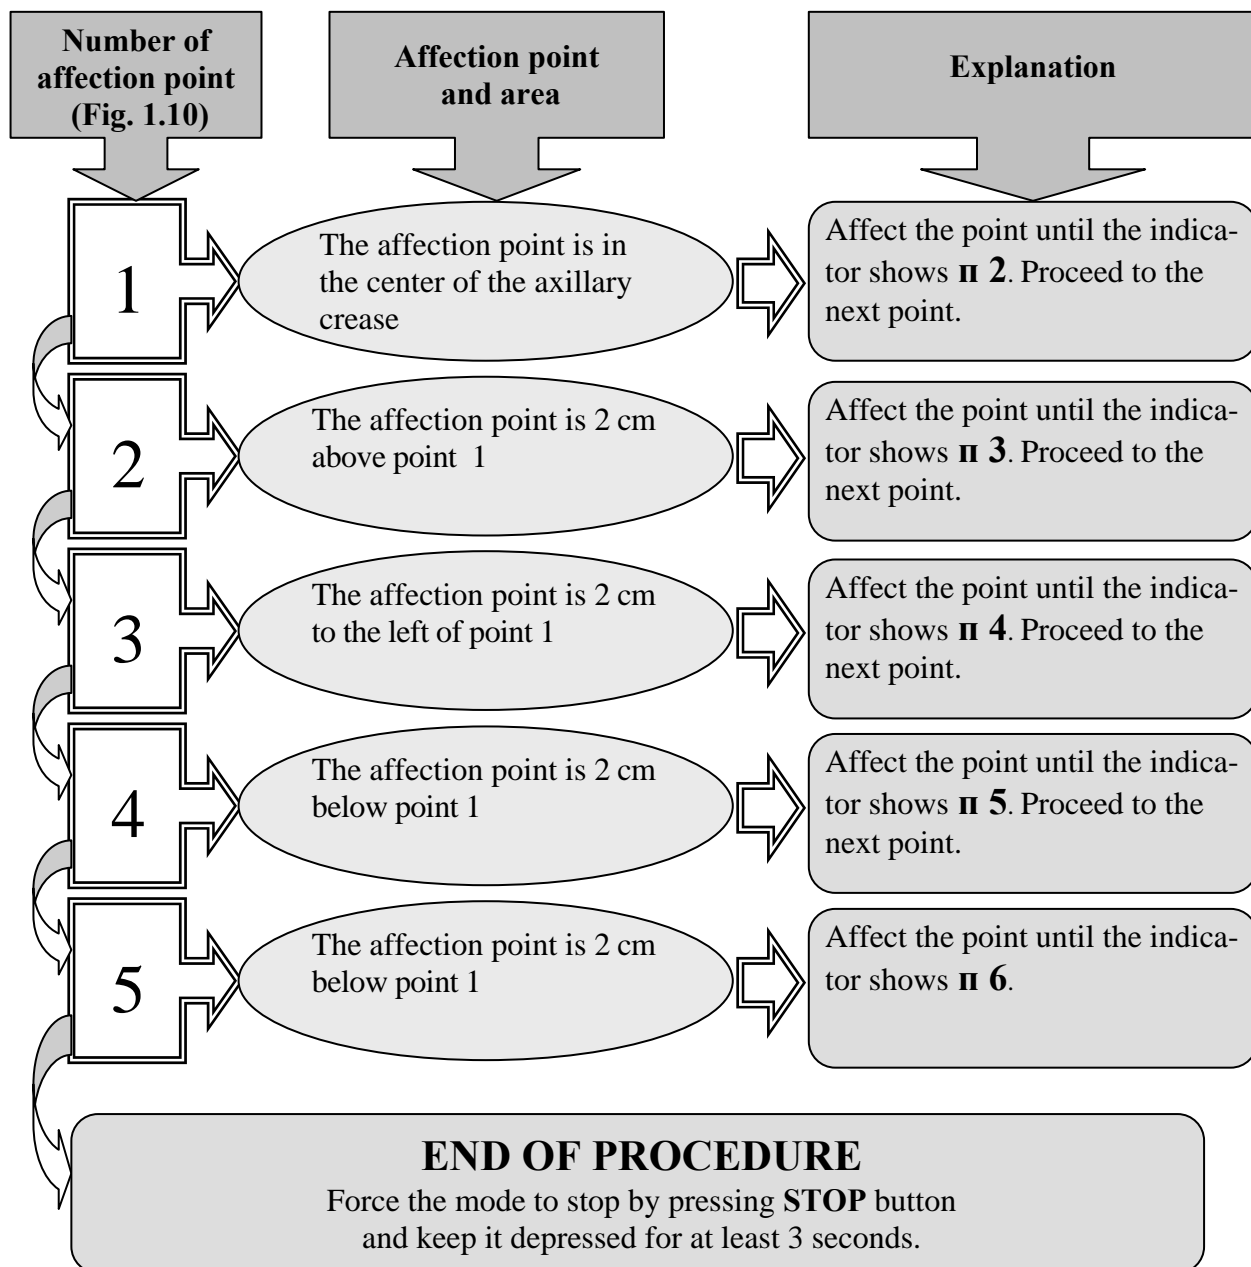 Number of
affection point
(Fig. 1.10)
Affection point
and area
Explanation
1
The affection point is in
the center of the axillary
crease
Affect the point until the indica-
tor shows п 2. Proceed to the
next point.
2
The affection point is 2 cm
above point 1
Affect the point until the indica-
tor shows п 3. Proceed to the
next point.
3
The affection point is 2 cm
to the left of point 1
Affect the point until the indica-
tor shows п 4. Proceed to the
next point.
4
The affection point is 2 cm
below point 1
Affect the point until the indica-
tor shows п 5. Proceed to the
next point.
5
The affection point is 2 cm
below point 1
Affect the point until the indica-
tor shows п 6.
END OF PROCEDURE
Force the mode to stop by pressing STOP button
and keep it depressed for at least 3 seconds.